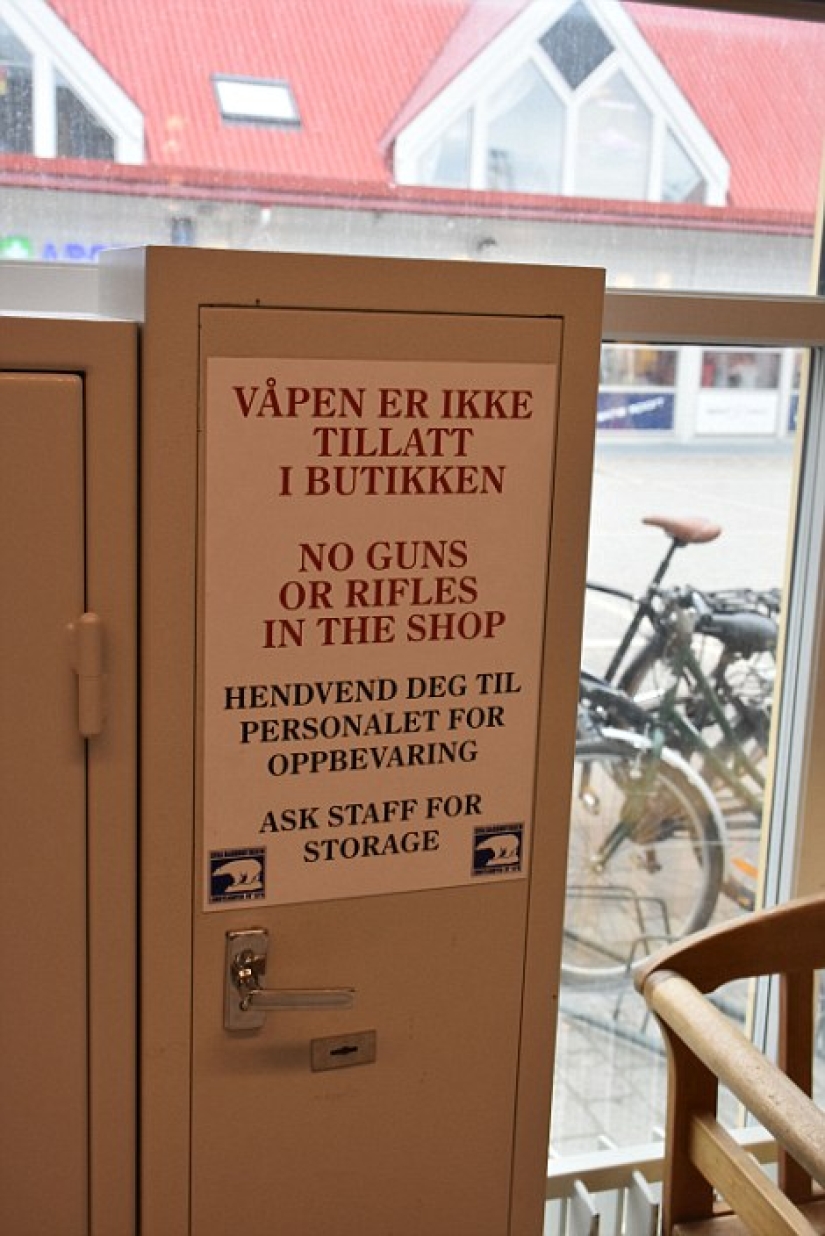 VÅPEN ER IKKE
TILLATT
I BUTIKKEN
NO GUNS
OR RIFLES
IN THE SHOP
HENDVEND DEG TIL
PERSONALET FOR
OPPBEVARING
ASK STAFF FOR
STORAGE